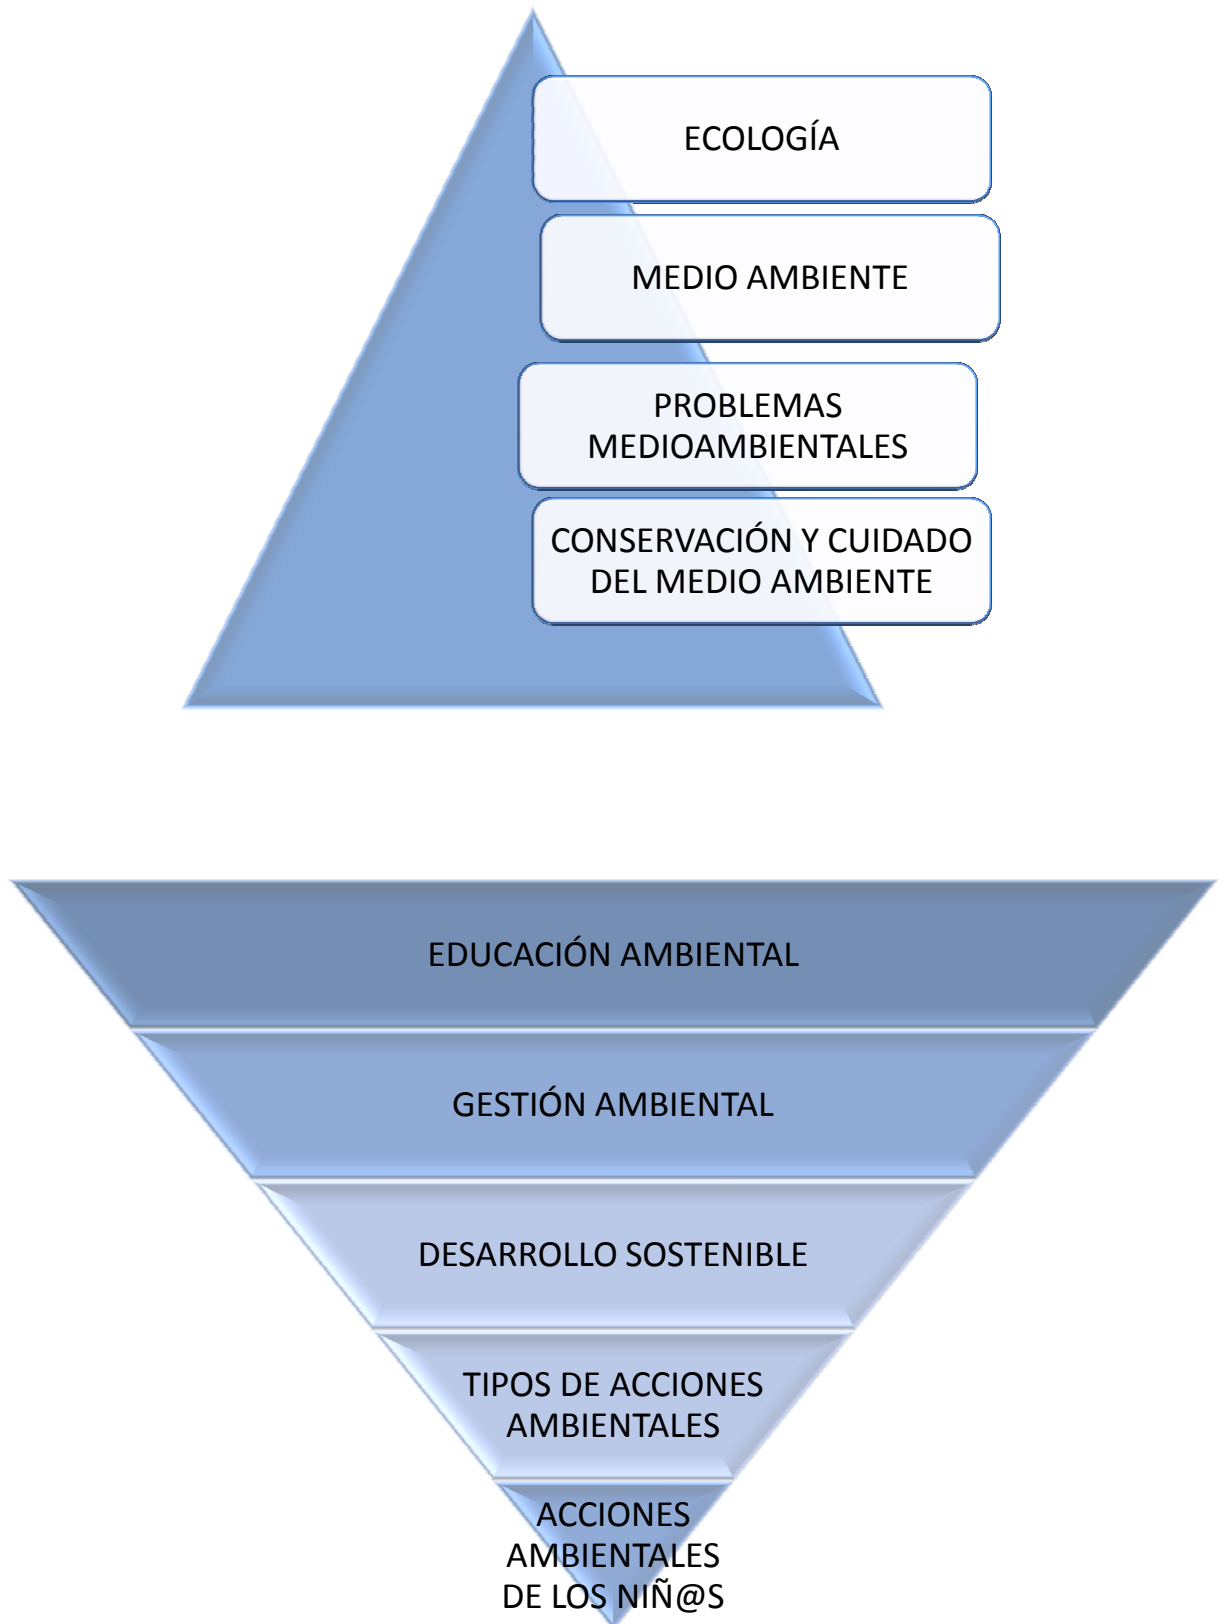 ECOLOGÍA
MEDIO AMBIENTE
PROBLEMAS
MEDIOAMBIENTALES
CONSERVACIÓN Y CUIDADO
DEL MEDIO AMBIENTE
EDUCACIÓN AMBIENTAL
GESTIÓN AMBIENTAL
DESARROLLO SOSTENIBLE
TIPOS DE ACCIONES
AMBIENTALES
ACCIONES
AMBIENTALES
DE LOS NIÑ@S